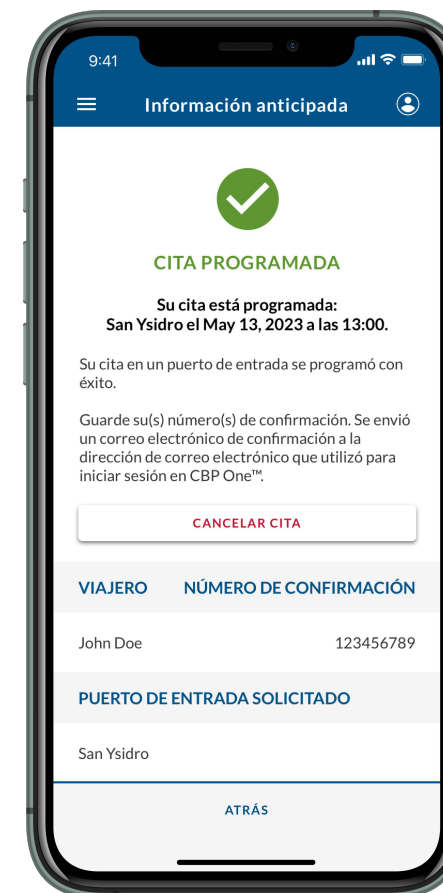 9:41
Información anticipada
CITA PROGRAMADA
Su cita está programada:
San Ysidro el May 13, 2023 a las 13:00.
Su cita en un puerto de entrada se programó con
éxito.
Guarde su(s) número(s) de confirmación. Se envió
un correo electrónico de confirmación a la
dirección de correo electrónico que utilizó para
iniciar sesión en CBP One™.
CANCELAR CITA
VIAJERO NÚMERO DE CONFIRMACIÓN
John Doe 123456789
PUERTO DE ENTRADA SOLICITADO
San Ysidro
ATRÁS